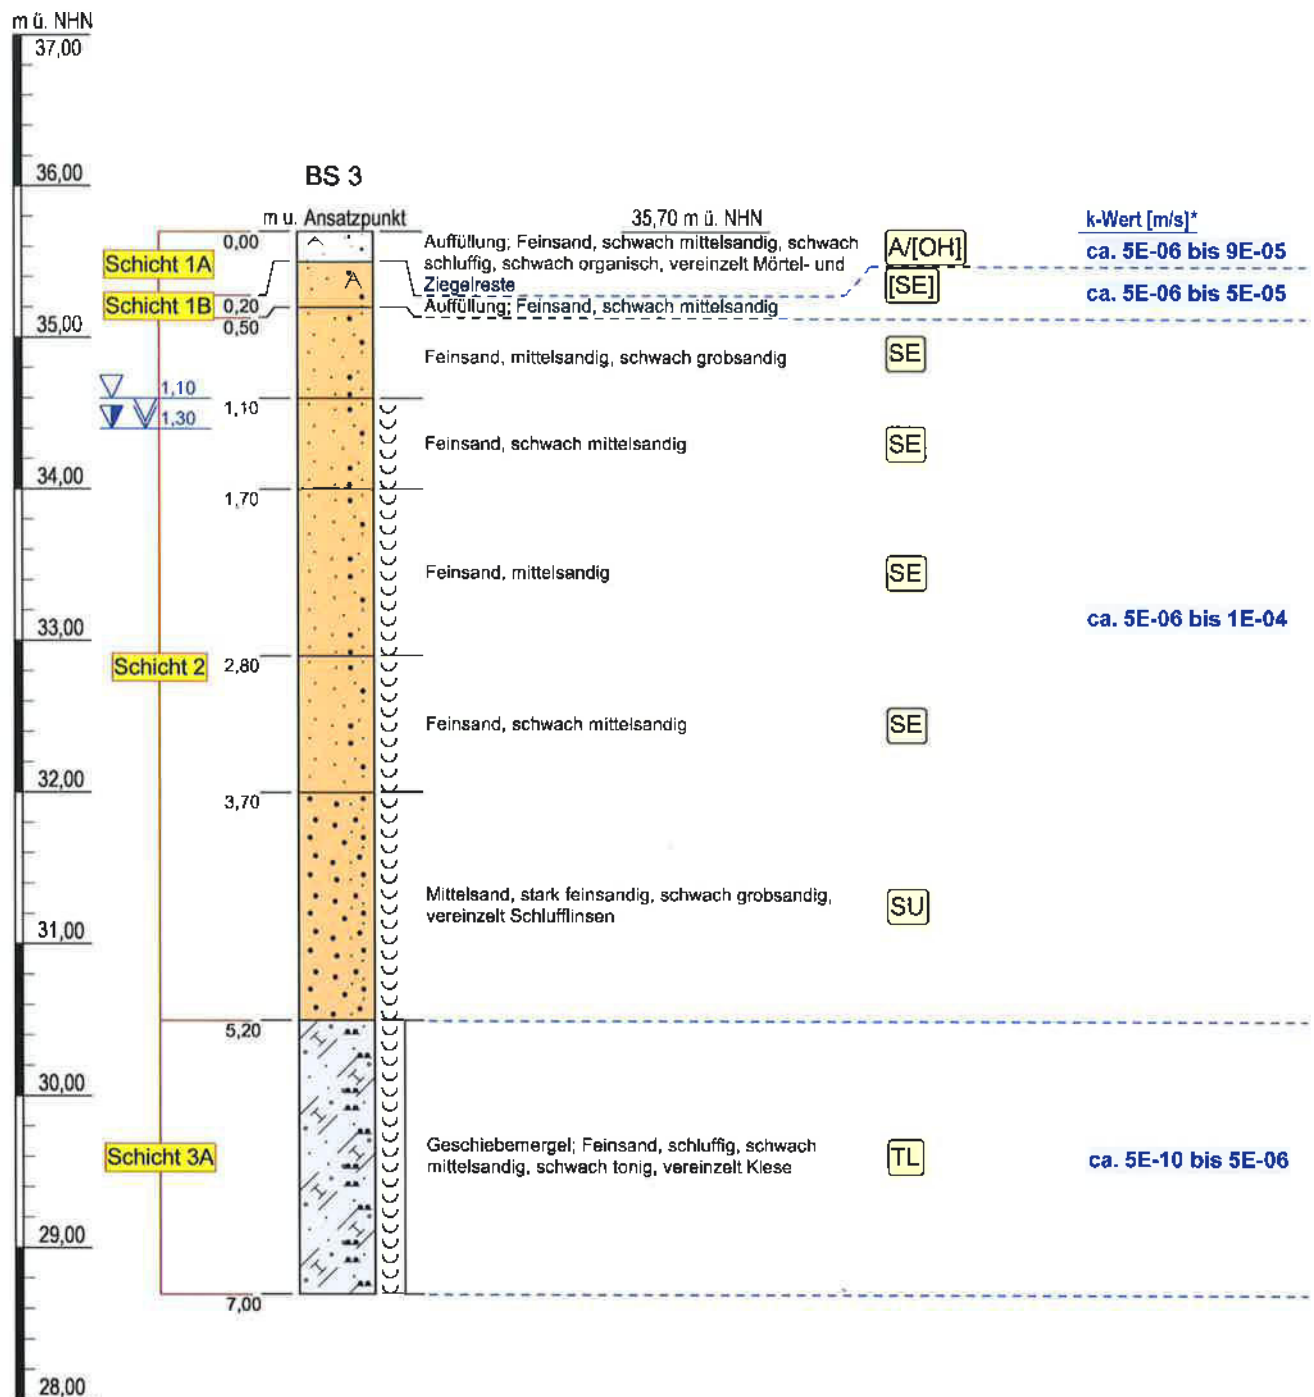 m ü. NHN
37,00
36,00
35,00
34,00
33,00
32,00
31,00
30,00
29,00
28,00
BS 3
m u. Ansatzpunkt
35,70 m ü. NHN
k-Wert [m/s]*
Schicht 1A
0,00
Auffüllung; Feinsand, schwach mittelsandig, schwach
schluffig, schwach organisch, vereinzelt Mörtel- und
Ziegelreste
A/[OH]
ca. 5E-06 bis 9E-05
A
Schicht 1B
0,20
Auffüllung; Feinsand, schwach mittelsandig
[SE]
ca. 5E-06 bis 5E-05
0,50
Feinsand, mittelsandig, schwach grobsandig
SE
1,10
1,30
1,10
Feinsand, schwach mittelsandig
SE
1,70
Feinsand, mittelsandig
SE
ca. 5E-06 bis 1E-04
Schicht 2
2,80
Feinsand, schwach mittelsandig
SE
3,70
Mittelsand, stark feinsandig, schwach grobsandig,
vereinzelt Schlufflinsen
SU
5,20
Schicht 3A
Geschiebemergel; Feinsand, schluffig, schwach
mittelsandig, schwach tonig, vereinzelt Kiese
TL
ca. 5E-10 bis 5E-06
7,00